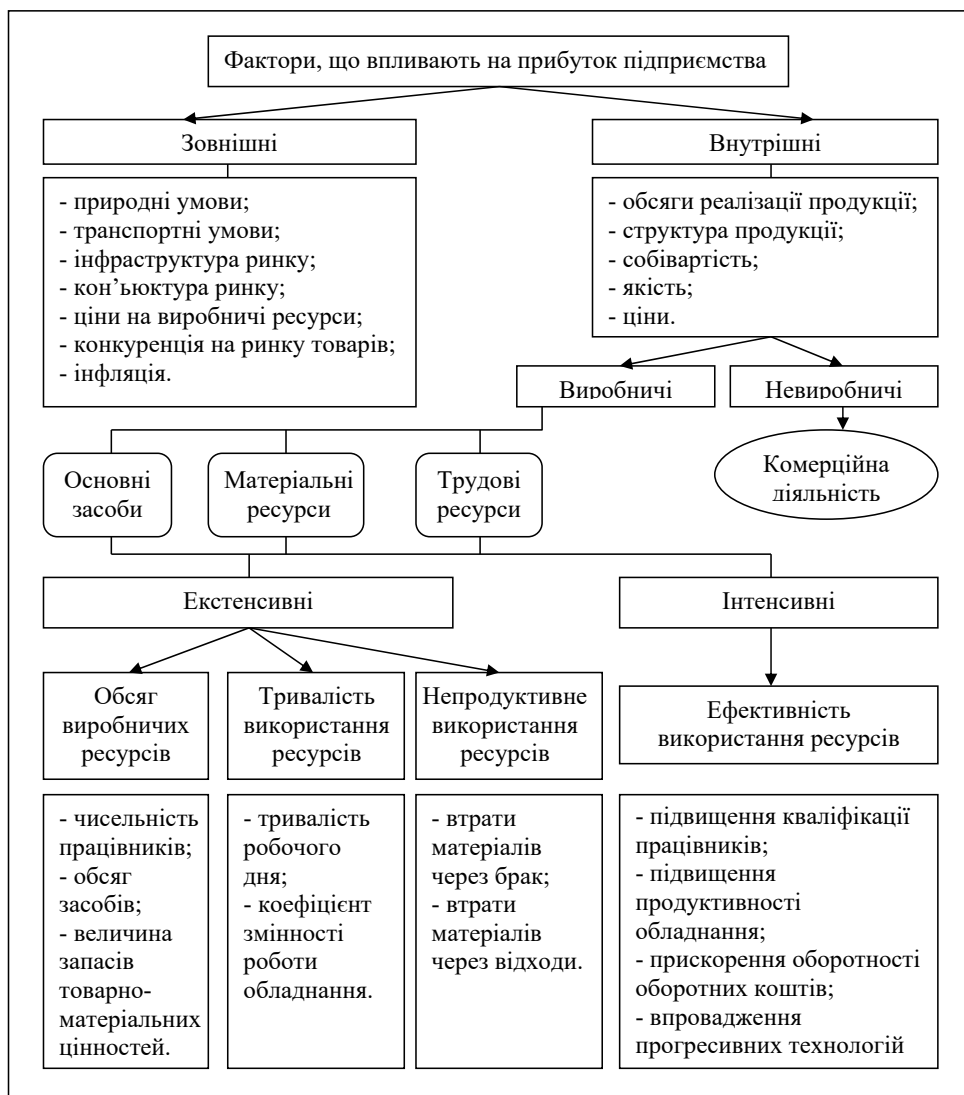 Фактори, що впливають на прибуток підприємства
Зовнішні
Внутрішні
- природні умови;
- транспортні умови;
- інфраструктура ринку;
- кон’ьюктура ринку;
- ціни на виробничі ресурси;
- конкуренція на ринку товарів;
- інфляція.
- обсяги реалізації продукції;
- структура продукції;
- собівартість;
- якість;
- ціни.
Виробничі
Невиробничі
Основні
засоби
Матеріальні
ресурси
Трудові
ресурси
Комерційна
діяльність
Екстенсивні
Інтенсивні
Обсяг
виробничих
ресурсів
Тривалість
використання
ресурсів
Непродуктивне
використання
ресурсів
Ефективність
використання ресурсів
- чисельність
працівників;
- обсяг
засобів;
- величина
запасів
товарно-
матеріальних
цінностей.
- тривалість
робочого
дня;
- коефіцієнт
змінності
роботи
обладнання.
- втрати
матеріалів
через брак;
- втрати
матеріалів
через відходи.
- підвищення кваліфікації
працівників;
- підвищення
продуктивності
обладнання;
- прискорення оборотності
оборотних коштів;
- впровадження
прогресивних технологій